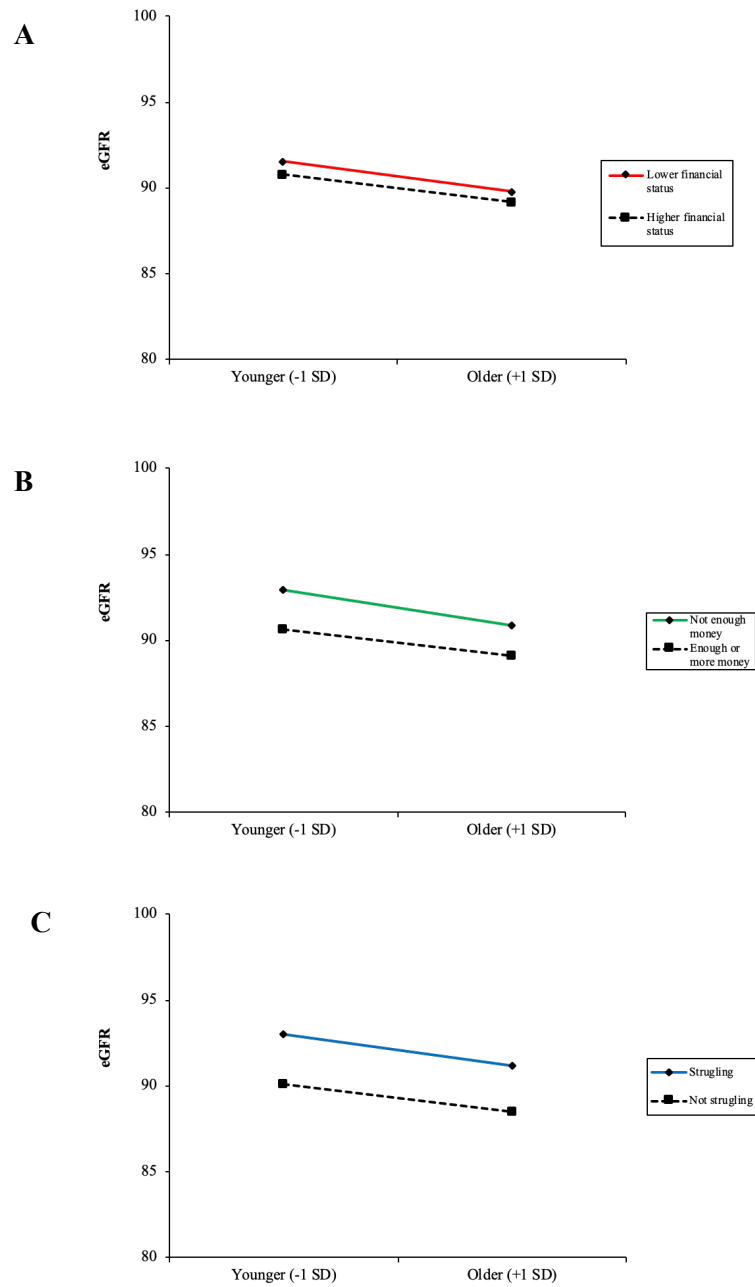 A
100
95
90
85
80
eGFR
Younger (-1 SD)
Older (+1 SD)
Lower financial
status
Higher financial
status
B
100
95
90
85
80
eGFR
Younger (-1 SD)
Older (+1 SD)
Not enough
money
Enough or
more money
C
100
95
90
85
80
eGFR
Younger (-1 SD)
Older (+1 SD)
Strugling
Not strugling